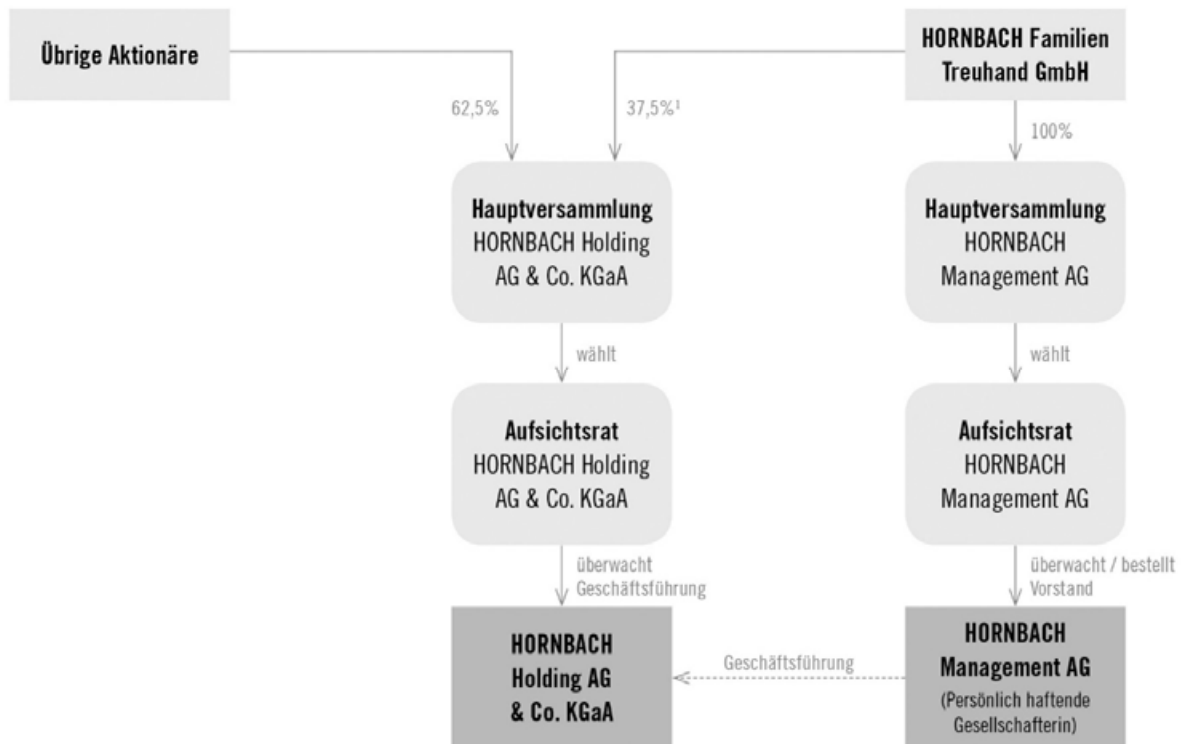 Übrige Aktionäre
HORNBACH Familien
Treuhand GmbH
62,5%
37,5%¹
100%
Hauptversammlung
HORNBACH Holding
AG & Co. KGaA
Hauptversammlung
HORNBACH
Management AG
wählt
wählt
Aufsichtsrat
HORNBACH Holding
AG & Co. KGaA
Aufsichtsrat
HORNBACH
Management AG
überwacht
Geschäftsführung
überwacht / bestellt
Vorstand
HORNBACH
Holding AG
& Co. KGaA
Geschäftsführung
HORNBACH
Management AG
(Persönlich haftende
Gesellschafterin)